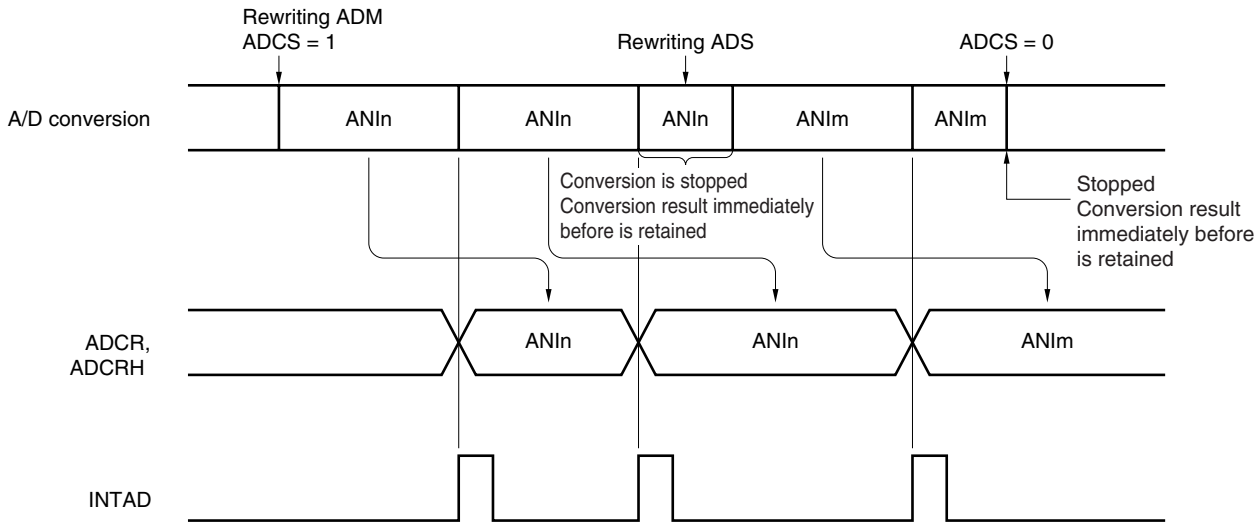 Rewriting ADM
ADCS = 1
Rewriting ADS
ADCS = 0
A/D conversion
ANIn
ANIn
ANIn
ANIm
ANIm
Conversion is stopped
Conversion result immediately
before is retained
Stopped
Conversion result
immediately before
is retained
ADCR,
ADCRH
ANIn
ANIn
ANIm
INTAD